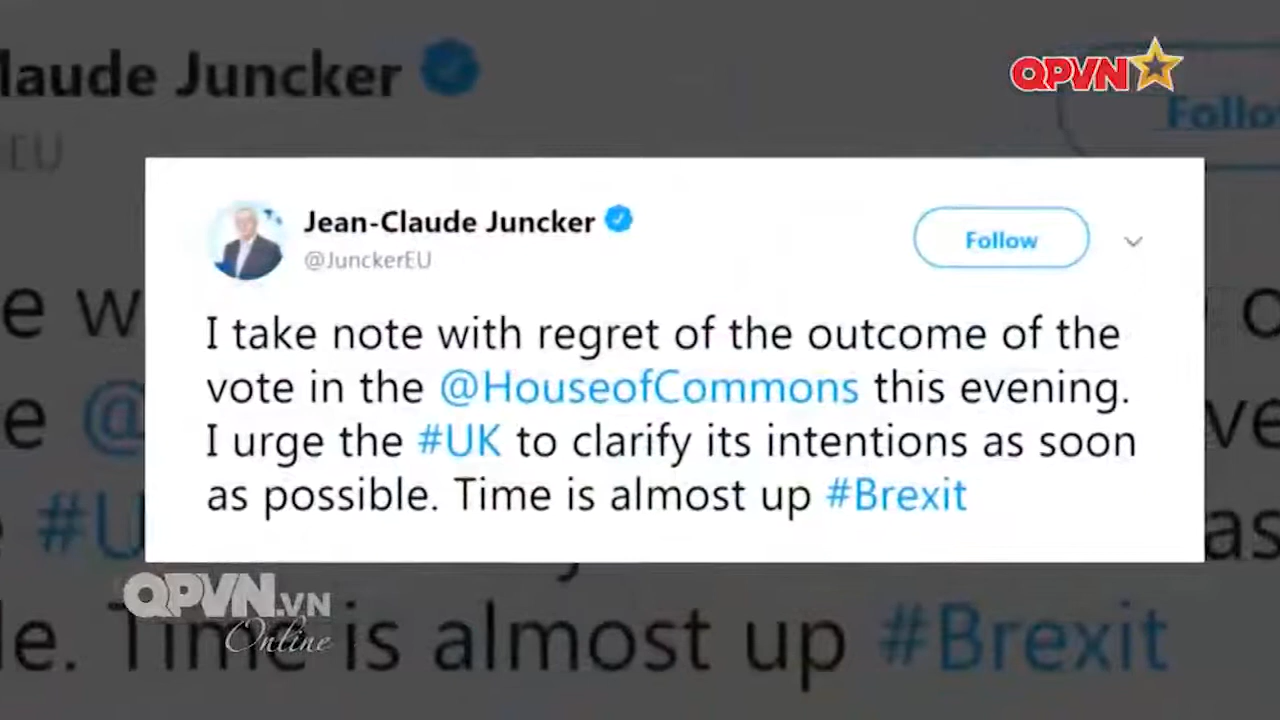 Claude Juncker
EU
Follo
QPVN
Jean-Claude Juncker
@JunckerEU
Follow
I take note with regret of the outcome of the
vote in the @HouseofCommons this evening.
I urge the #UK to clarify its intentions as soon
as possible. Time is almost up #Brexit
QPVN.VN
Online
le. Time is almost up #Brexit